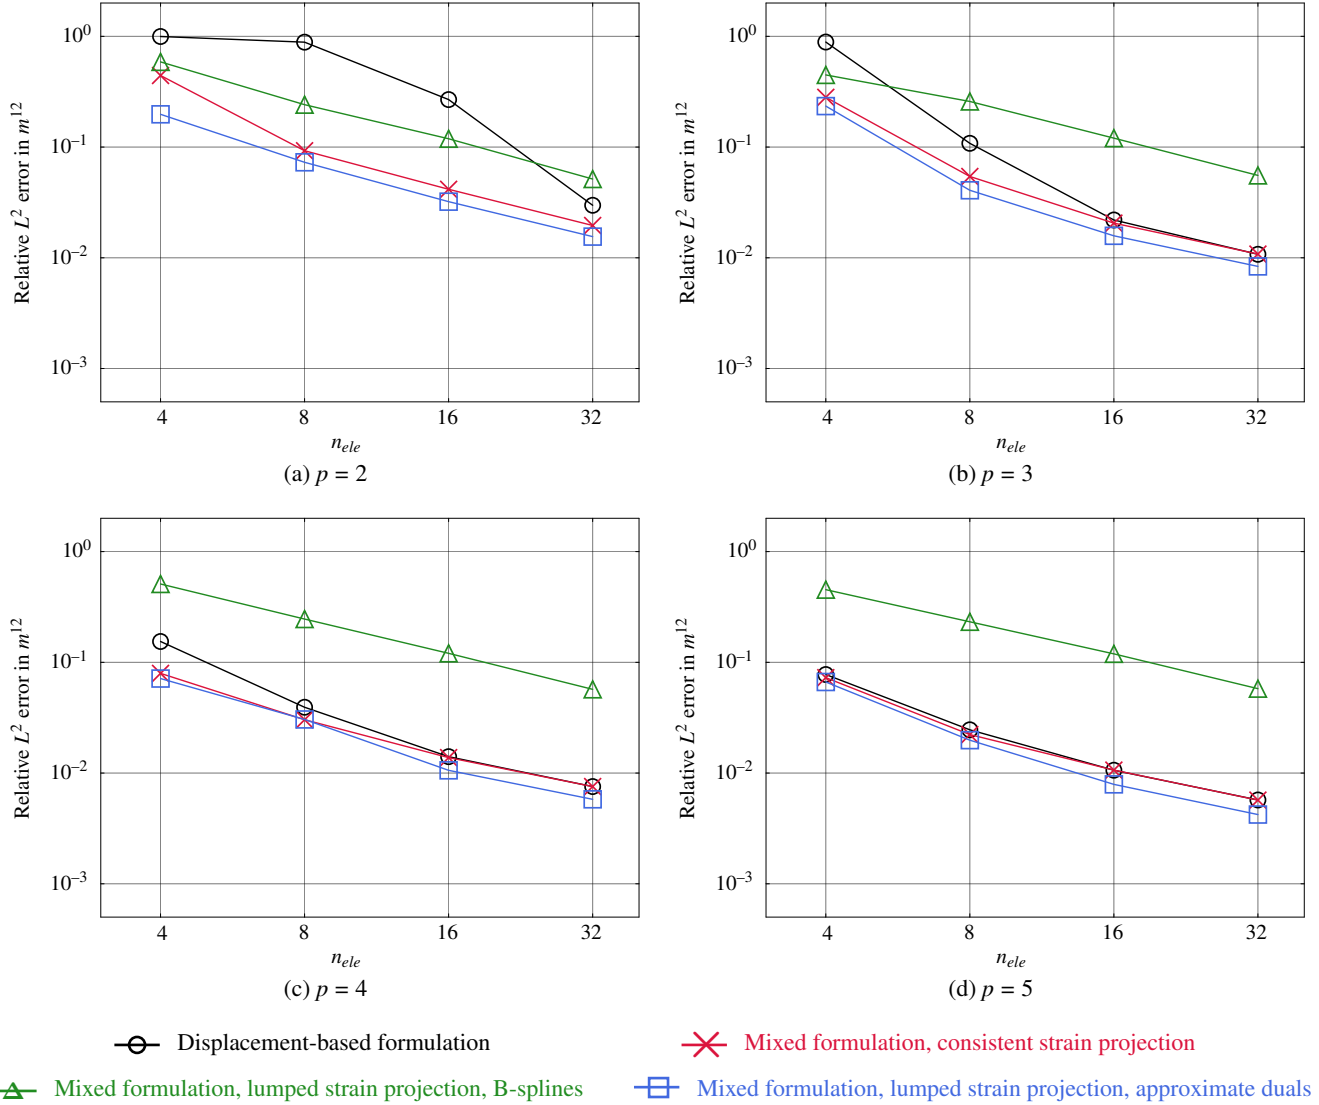 10^0
10^−1
10^−2
10^−3
Relative L^2 error in m^12
4 8 16 32
n_ele
(a) p = 2
10^0
10^−1
10^−2
10^−3
Relative L^2 error in m^12
4 8 16 32
n_ele
(b) p = 3
10^0
10^−1
10^−2
10^−3
Relative L^2 error in m^12
4 8 16 32
n_ele
(c) p = 4
10^0
10^−1
10^−2
10^−3
Relative L^2 error in m^12
4 8 16 32
n_ele
(d) p = 5
Displacement-based formulation
Mixed formulation, consistent strain projection
Mixed formulation, lumped strain projection, B-splines
Mixed formulation, lumped strain projection, approximate duals